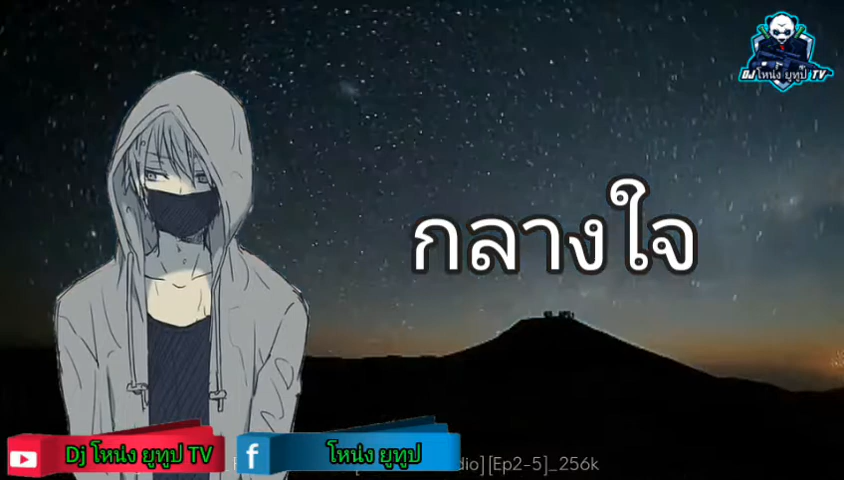 DJ โหน่ง ยูทูป TV
กลางใจ
Dj โหน่ง ยูทูป TV
f โหน่ง ยูทูป
dio][Ep2-5]_256k